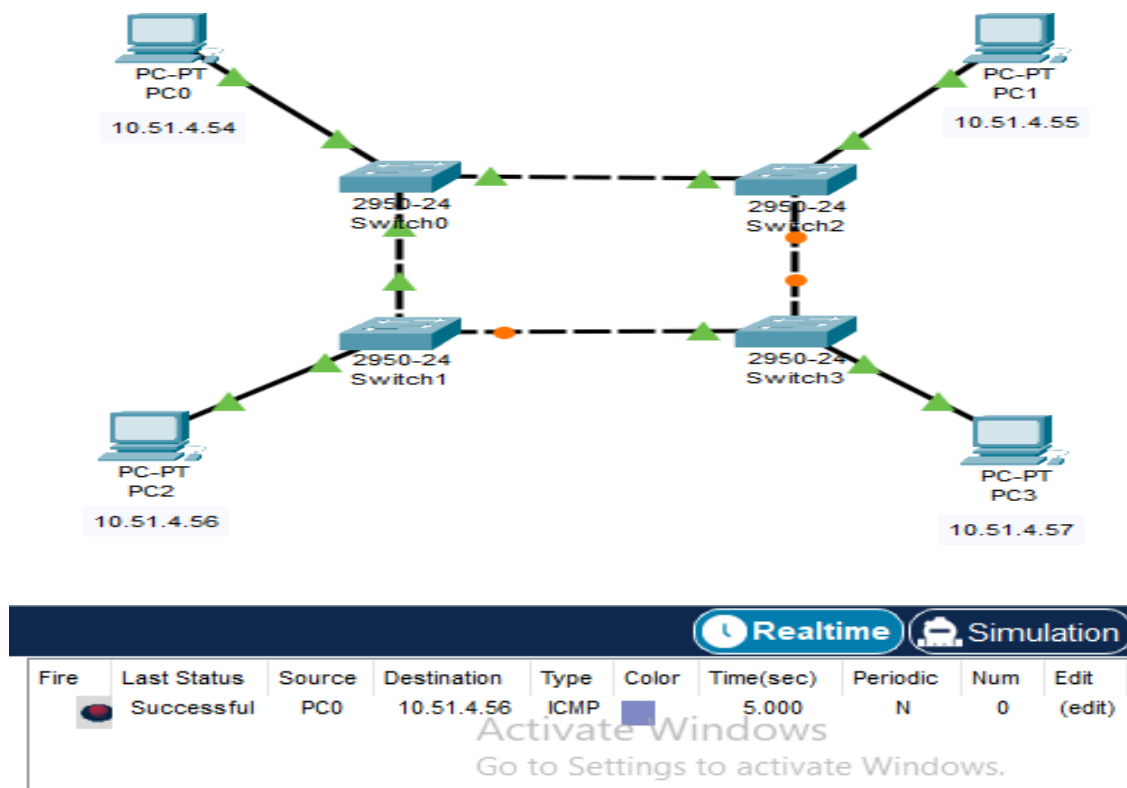 PC-PT
PC0
10.51.4.54
PC-PT
PC1
10.51.4.55
2950-24
Switch0
2950-24
Switch2
2950-24
Switch1
2950-24
Switch3
PC-PT
PC2
10.51.4.56
PC-PT
PC3
10.51.4.57
Realtime Simulation
Fire Last Status Source Destination Type Color Time(sec) Periodic Num Edit
Successful PC0 10.51.4.56 ICMP 5.000 N 0 (edit)
Activate Windows
Go to Settings to activate Windows.